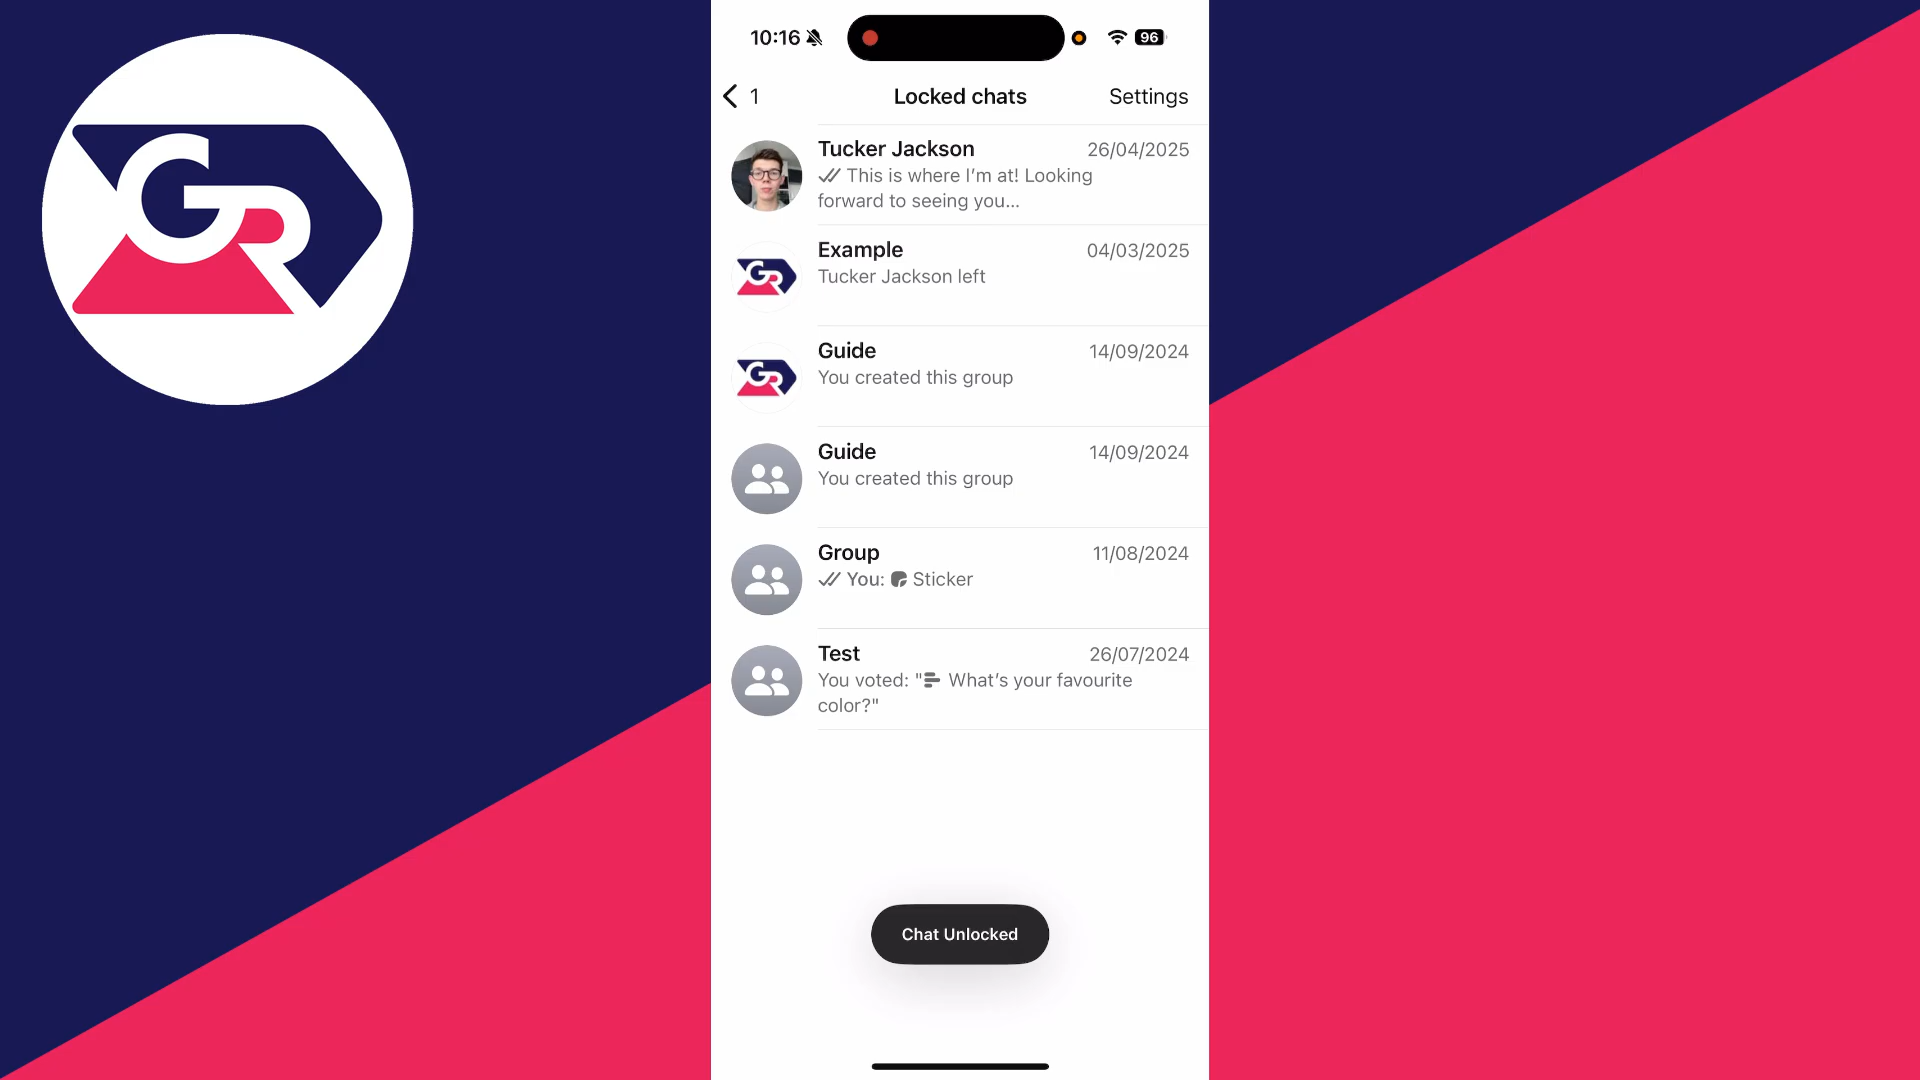 GR
10:16
96
1
Locked chats
Settings
Tucker Jackson
26/04/2025
This is where I'm at! Looking
forward to seeing you...
Example
04/03/2025
Tucker Jackson left
GR
Guide
14/09/2024
You created this group
GR
Guide
14/09/2024
You created this group
Group
11/08/2024
You: Sticker
Test
26/07/2024
You voted: " What's your favourite
color?"
Chat Unlocked